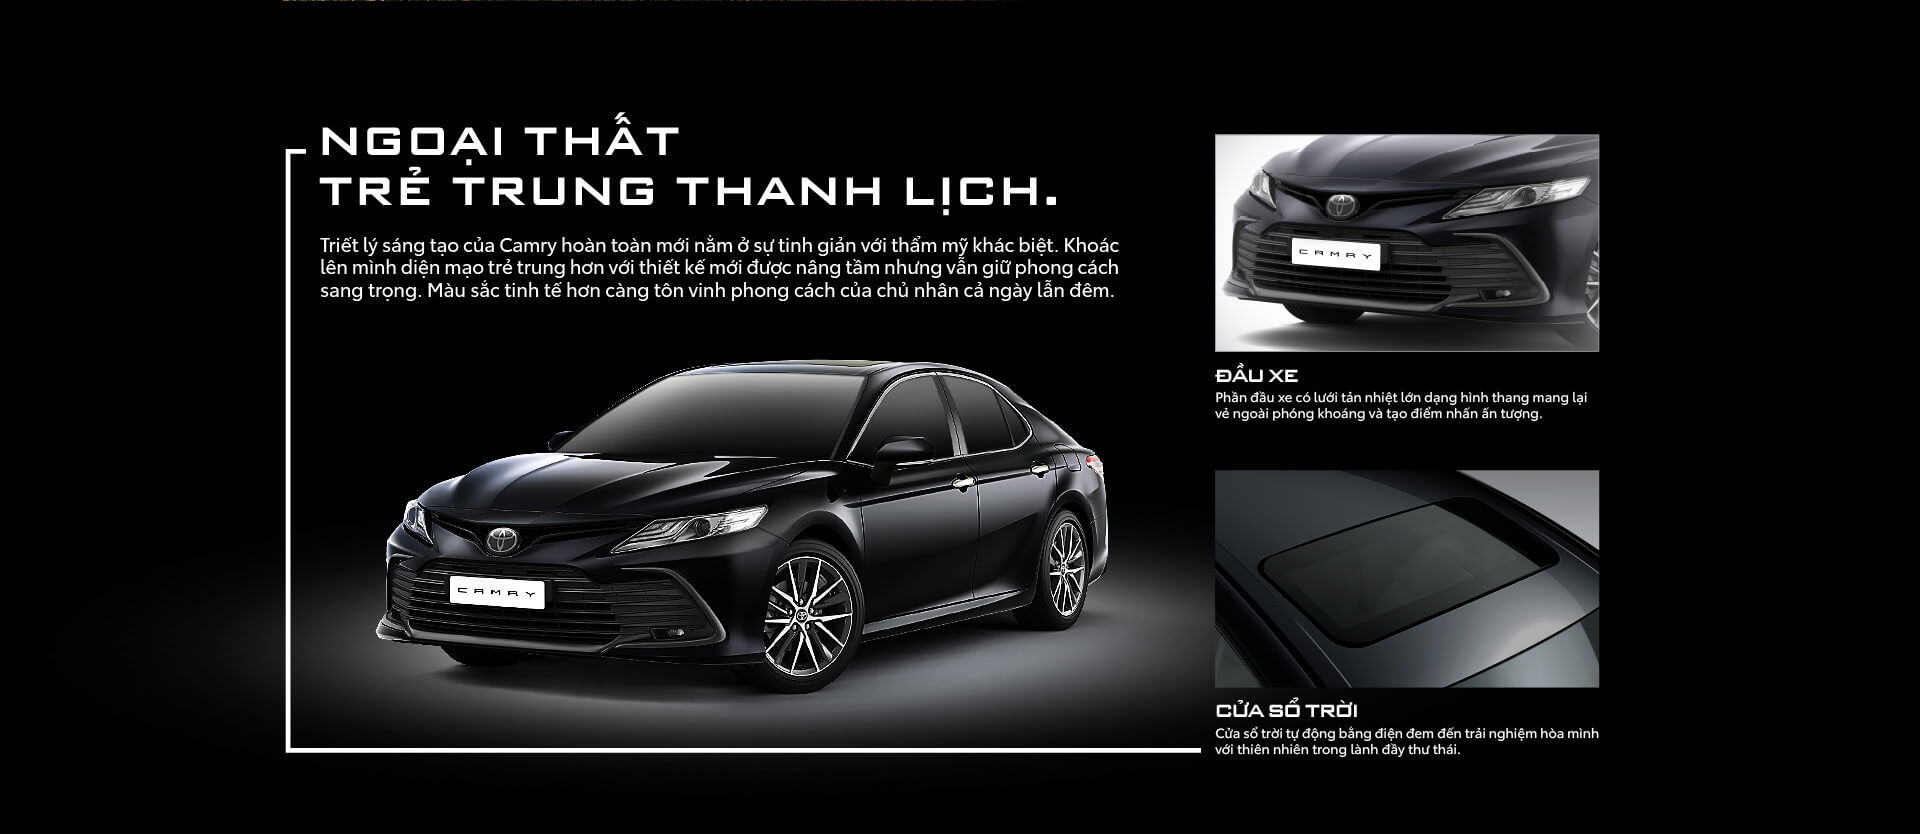 NGOẠI THẤT
TRẺ TRUNG THANH LỊCH.
Triết lý sáng tạo của Camry hoàn toàn mới nằm ở sự tinh giản với thẩm mỹ khác biệt. Khoác
lên mình diện mạo trẻ trung hơn với thiết kế mới được nâng tầm nhưng vẫn giữ phong cách
sang trọng. Màu sắc tinh tế hơn càng tôn vinh phong cách của chủ nhân cả ngày lẫn đêm.
CAMRY
CAMRY
ĐẦU XE
Phần đầu xe có lưới tản nhiệt lớn dạng hình thang mang lại
vẻ ngoài phóng khoáng và tạo điểm nhấn ấn tượng.
CỬA SỔ TRỜI
Cửa sổ trời tự động bằng điện đem đến trải nghiệm hòa mình
với thiên nhiên trong lành đầy thư thái.